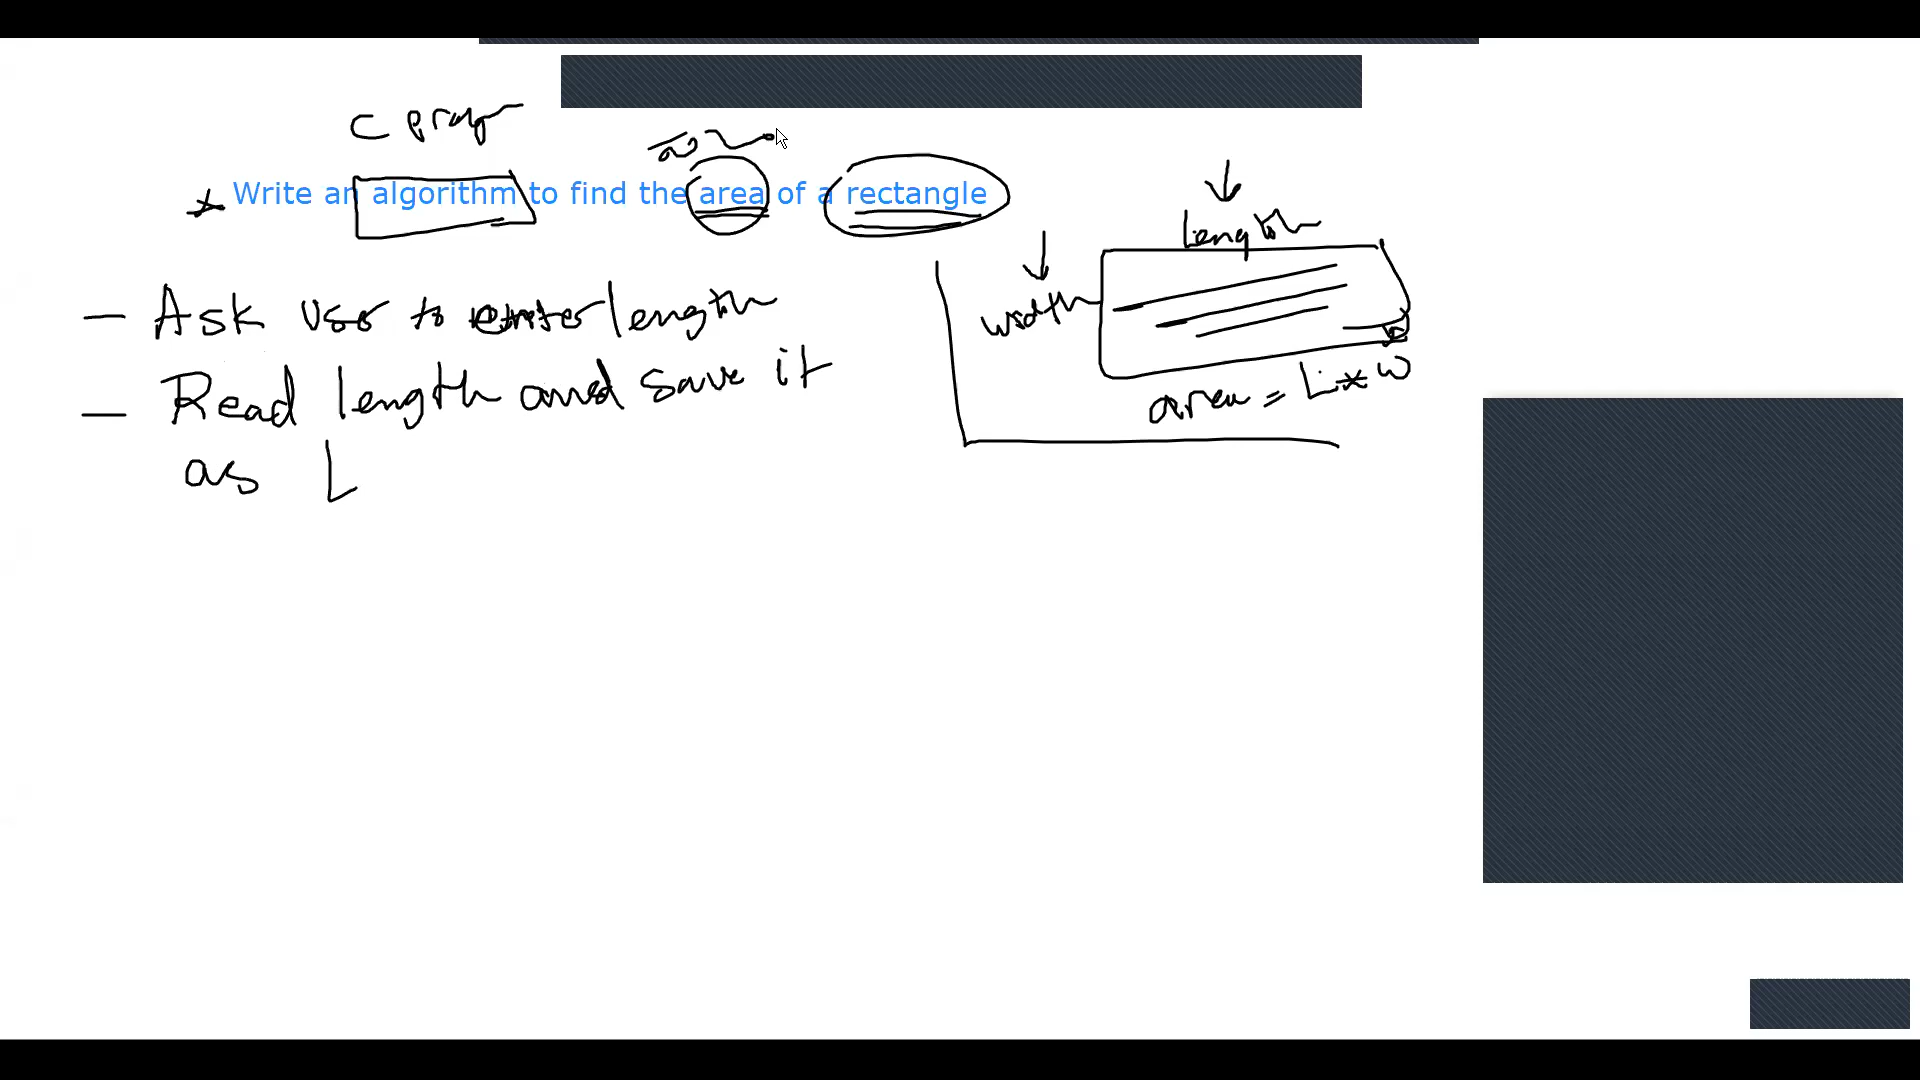 C prog
* Write an algorithm to find the area of a rectangle
length
width
area = L * w
- Ask user to enter length
- Read length and save it
as L